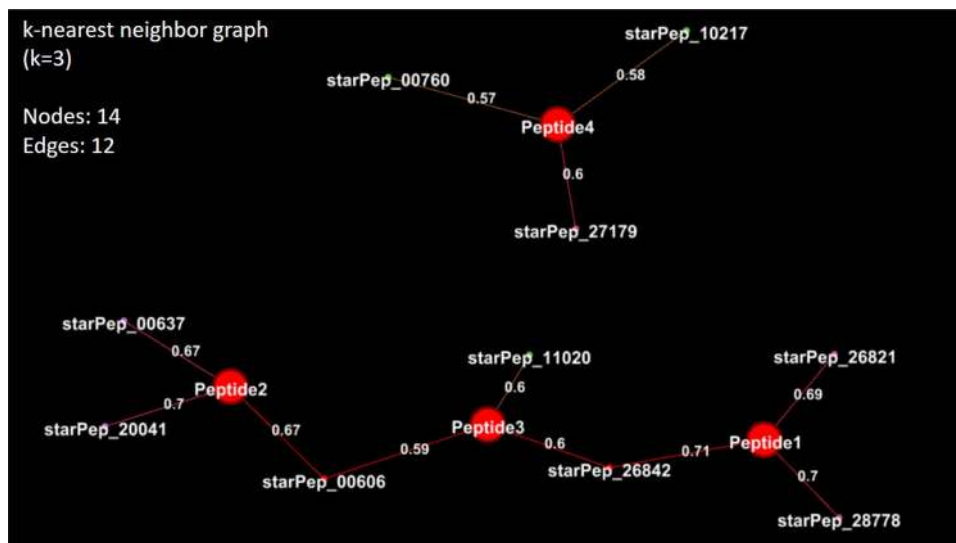 k-nearest neighbor graph
(k=3)
Nodes: 14
Edges: 12
starPep_10217
starPep_00760
0.58
0.57
Peptide4
0.6
starPep_27179
starPep_00637
0.67
Peptide2
0.7
starPep_20041
0.67
starPep_00606
0.59
starPep_11020
0.6
Peptide3
0.6
starPep_26842
0.71
starPep_26821
0.69
Peptide1
0.7
starPep_28778